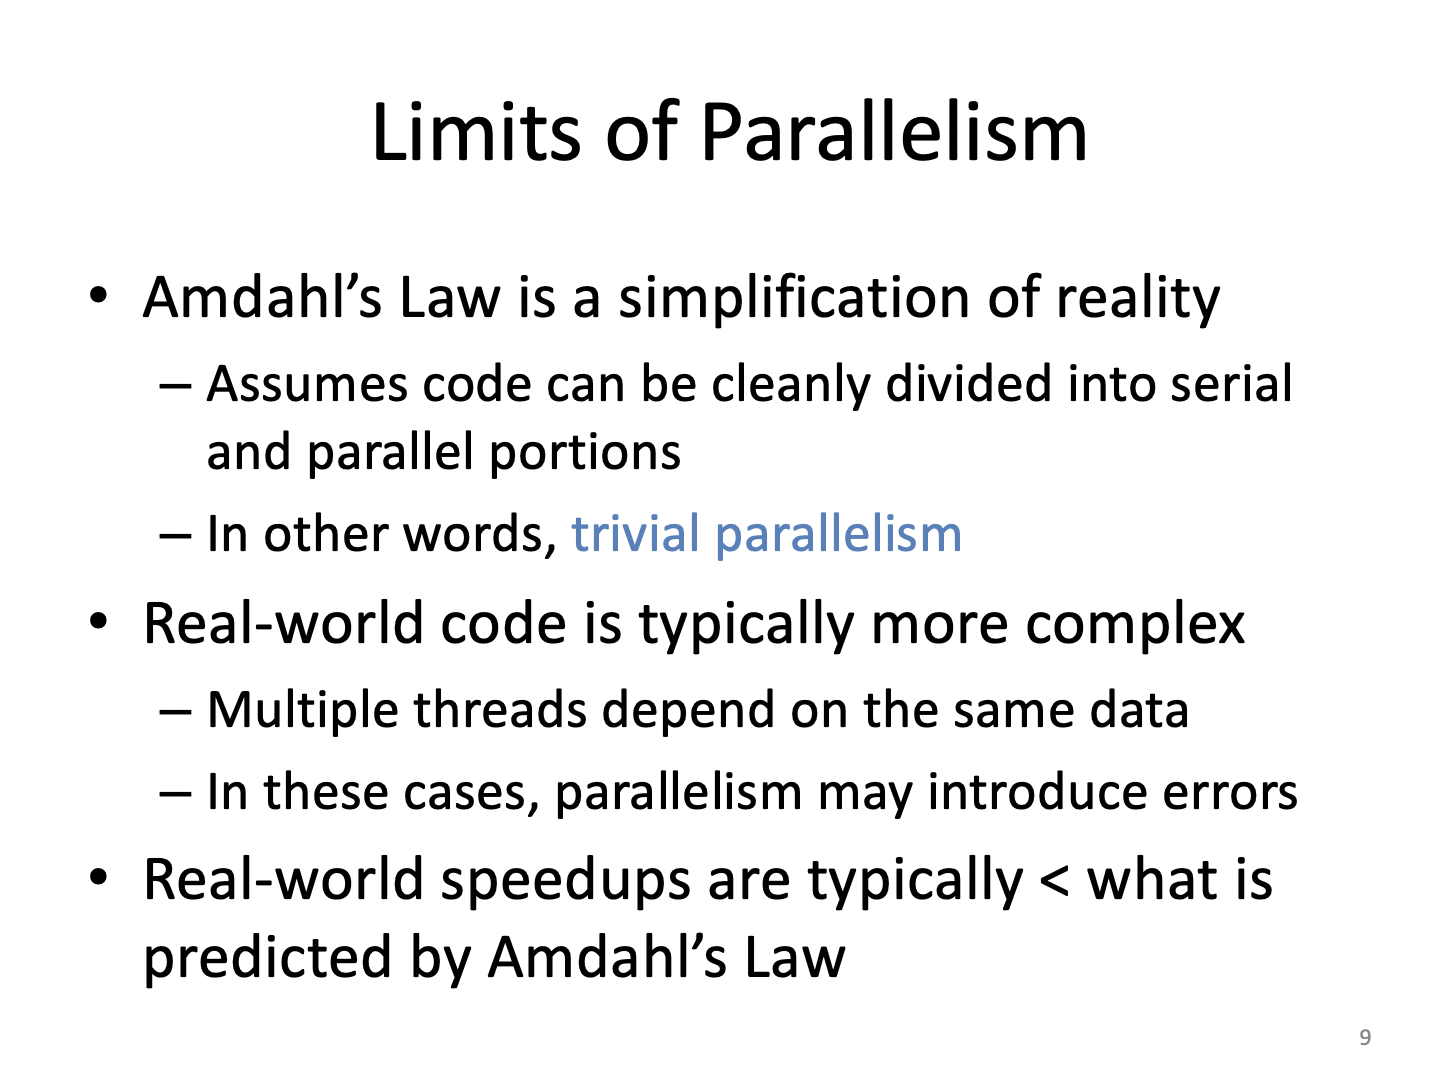 Limits of Parallelism
• Amdahl’s Law is a simplification of reality
– Assumes code can be cleanly divided into serial
and parallel portions
– In other words, trivial parallelism
• Real-world code is typically more complex
– Multiple threads depend on the same data
– In these cases, parallelism may introduce errors
• Real-world speedups are typically < what is
predicted by Amdahl’s Law
9